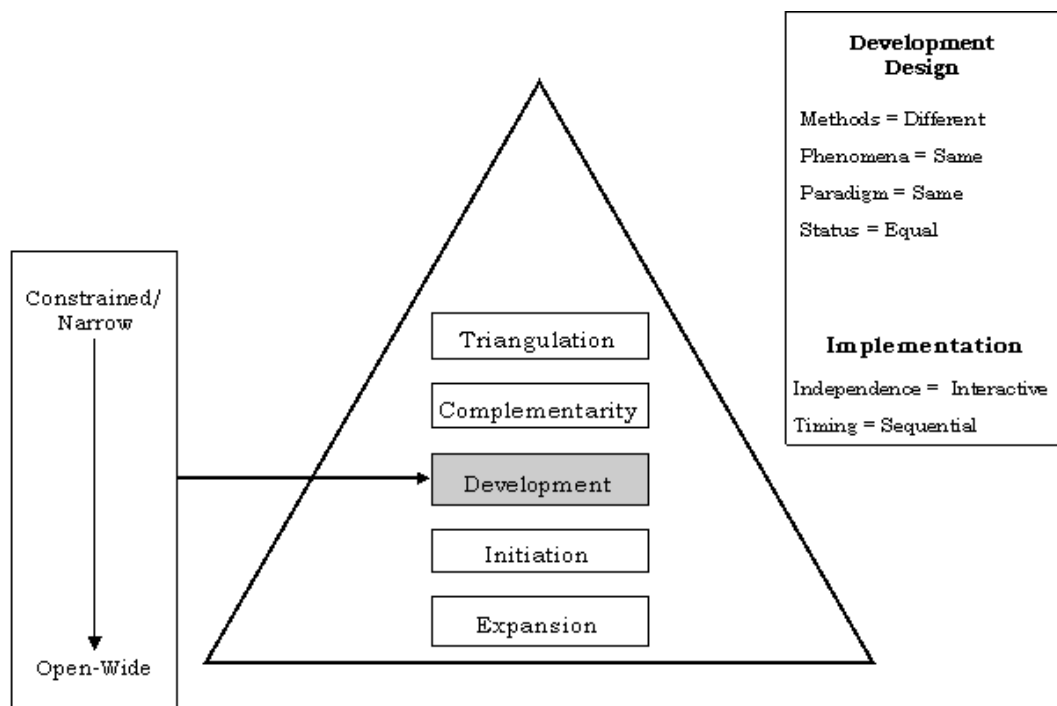 Development
Design
Methods = Different
Phenomena = Same
Paradigm = Same
Status = Equal
Implementation
Independence = Interactive
Timing = Sequential
Constrained/
Narrow
Open-Wide
Triangulation
Complementarity
Development
Initiation
Expansion